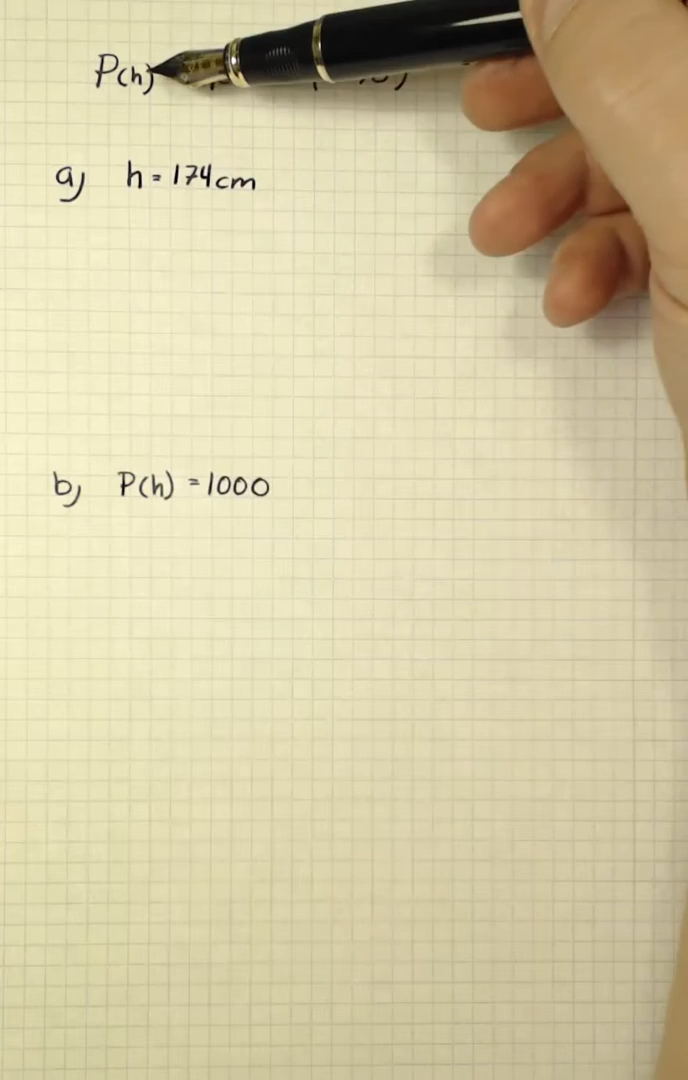 P(h)
a) h = 174cm
b) P(h) = 1000